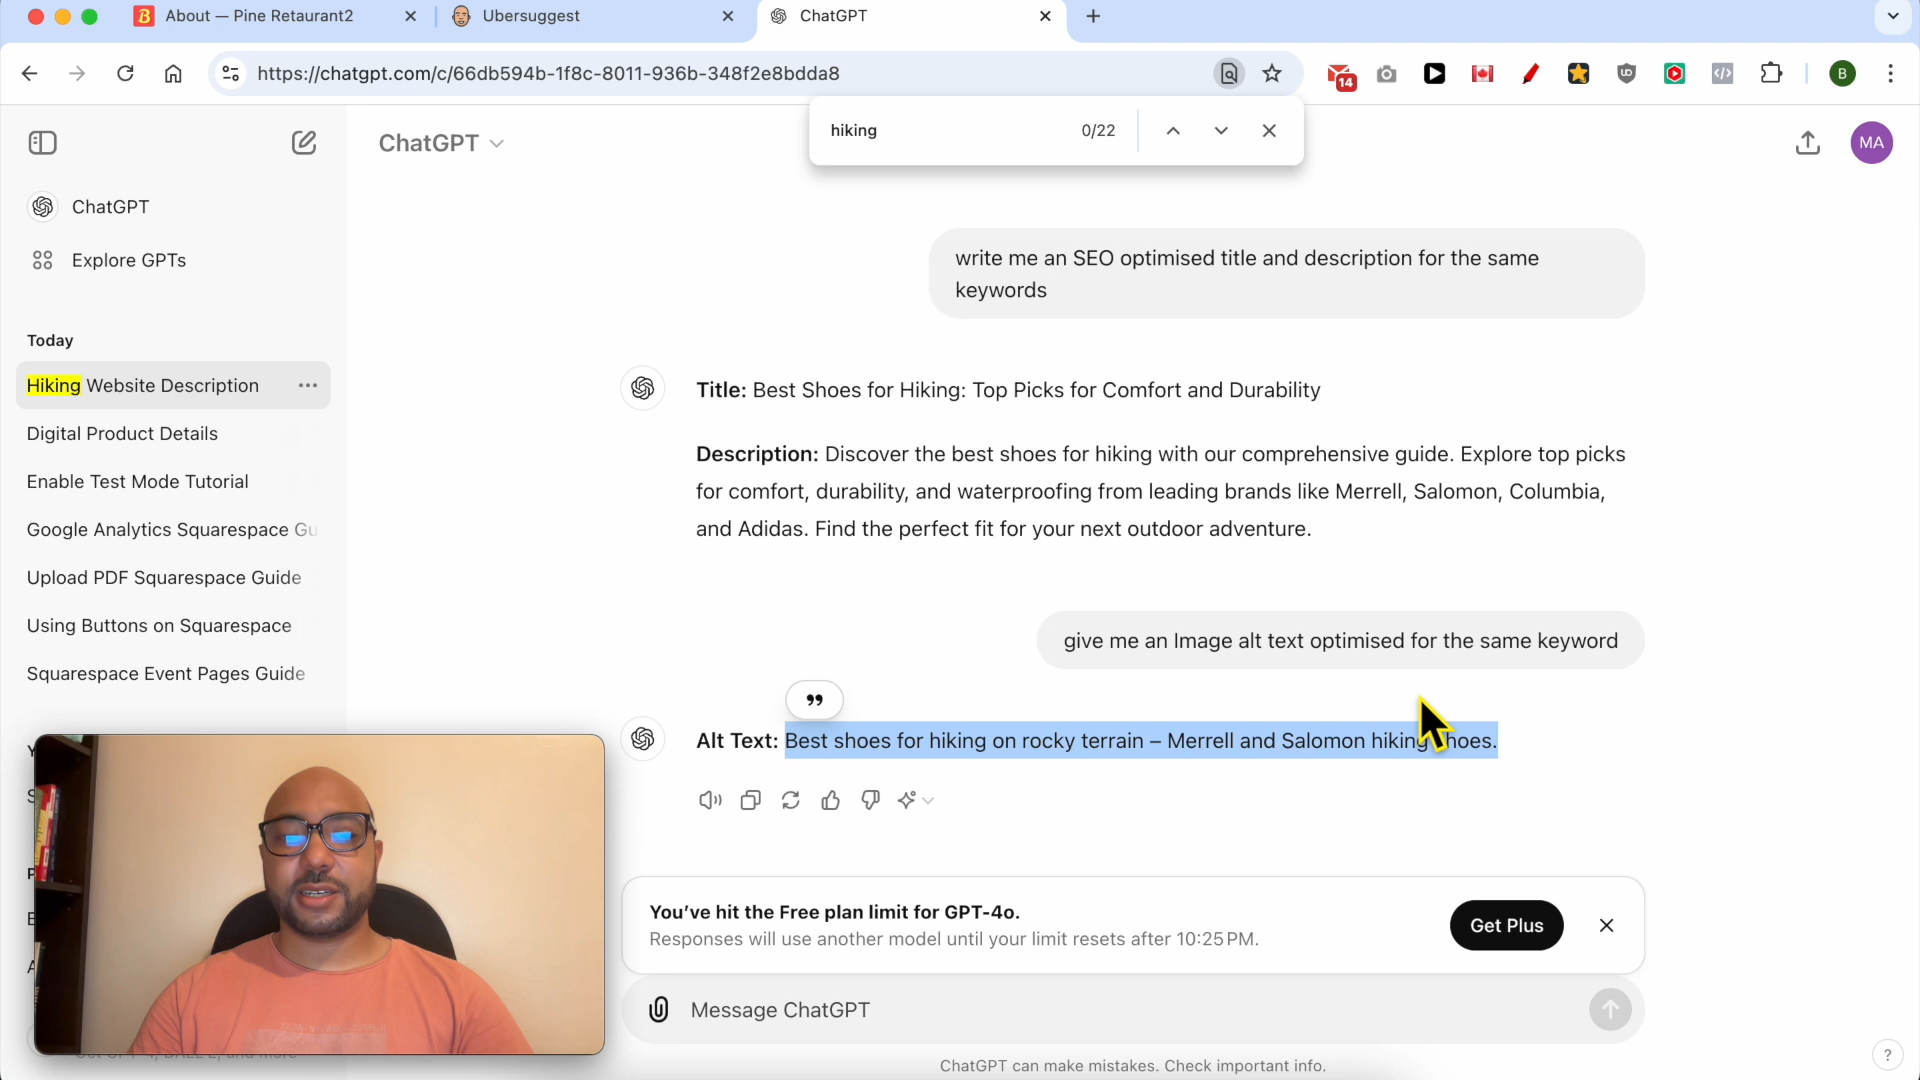 About — Pine Retaurant2
Ubersuggest
ChatGPT
https://chatgpt.com/c/66db594b-1f8c-8011-936b-348f2e8bdda8
14
B
hiking
0/22
ChatGPT
MA
ChatGPT
Explore GPTs
Today
Hiking Website Description
Digital Product Details
Enable Test Mode Tutorial
Google Analytics Squarespace Gu
Upload PDF Squarespace Guide
Using Buttons on Squarespace
Squarespace Event Pages Guide
write me an SEO optimised title and description for the same
keywords
Title: Best Shoes for Hiking: Top Picks for Comfort and Durability
Description: Discover the best shoes for hiking with our comprehensive guide. Explore top picks
for comfort, durability, and waterproofing from leading brands like Merrell, Salomon, Columbia,
and Adidas. Find the perfect fit for your next outdoor adventure.
give me an Image alt text optimised for the same keyword
Alt Text: Best shoes for hiking on rocky terrain – Merrell and Salomon hiking shoes.
You've hit the Free plan limit for GPT-4o.
Responses will use another model until your limit resets after 10:25 PM.
Get Plus
Message ChatGPT
ChatGPT can make mistakes. Check important info.
?